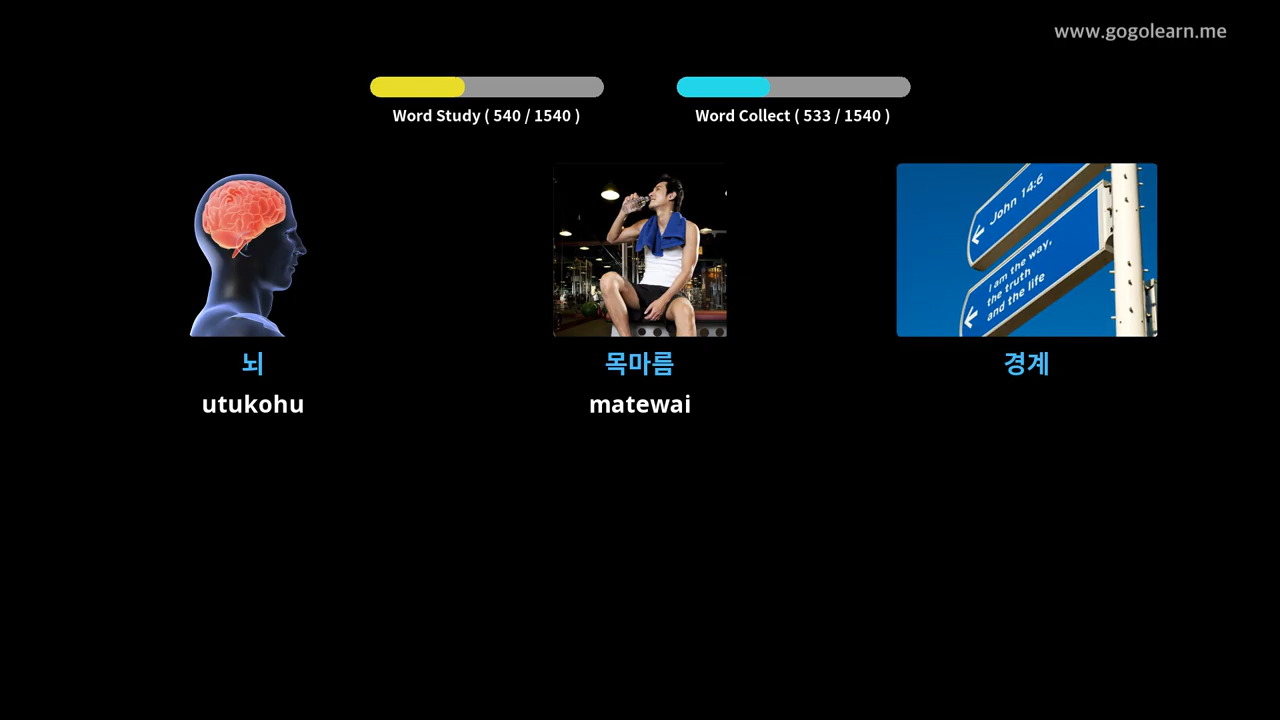 www.gogolearn.me
Word Study ( 540 / 1540 )
Word Collect ( 533 / 1540 )
John 14:6
I am the way,
the truth
and the life
뇌
목마름
경계
utukohu
matewai